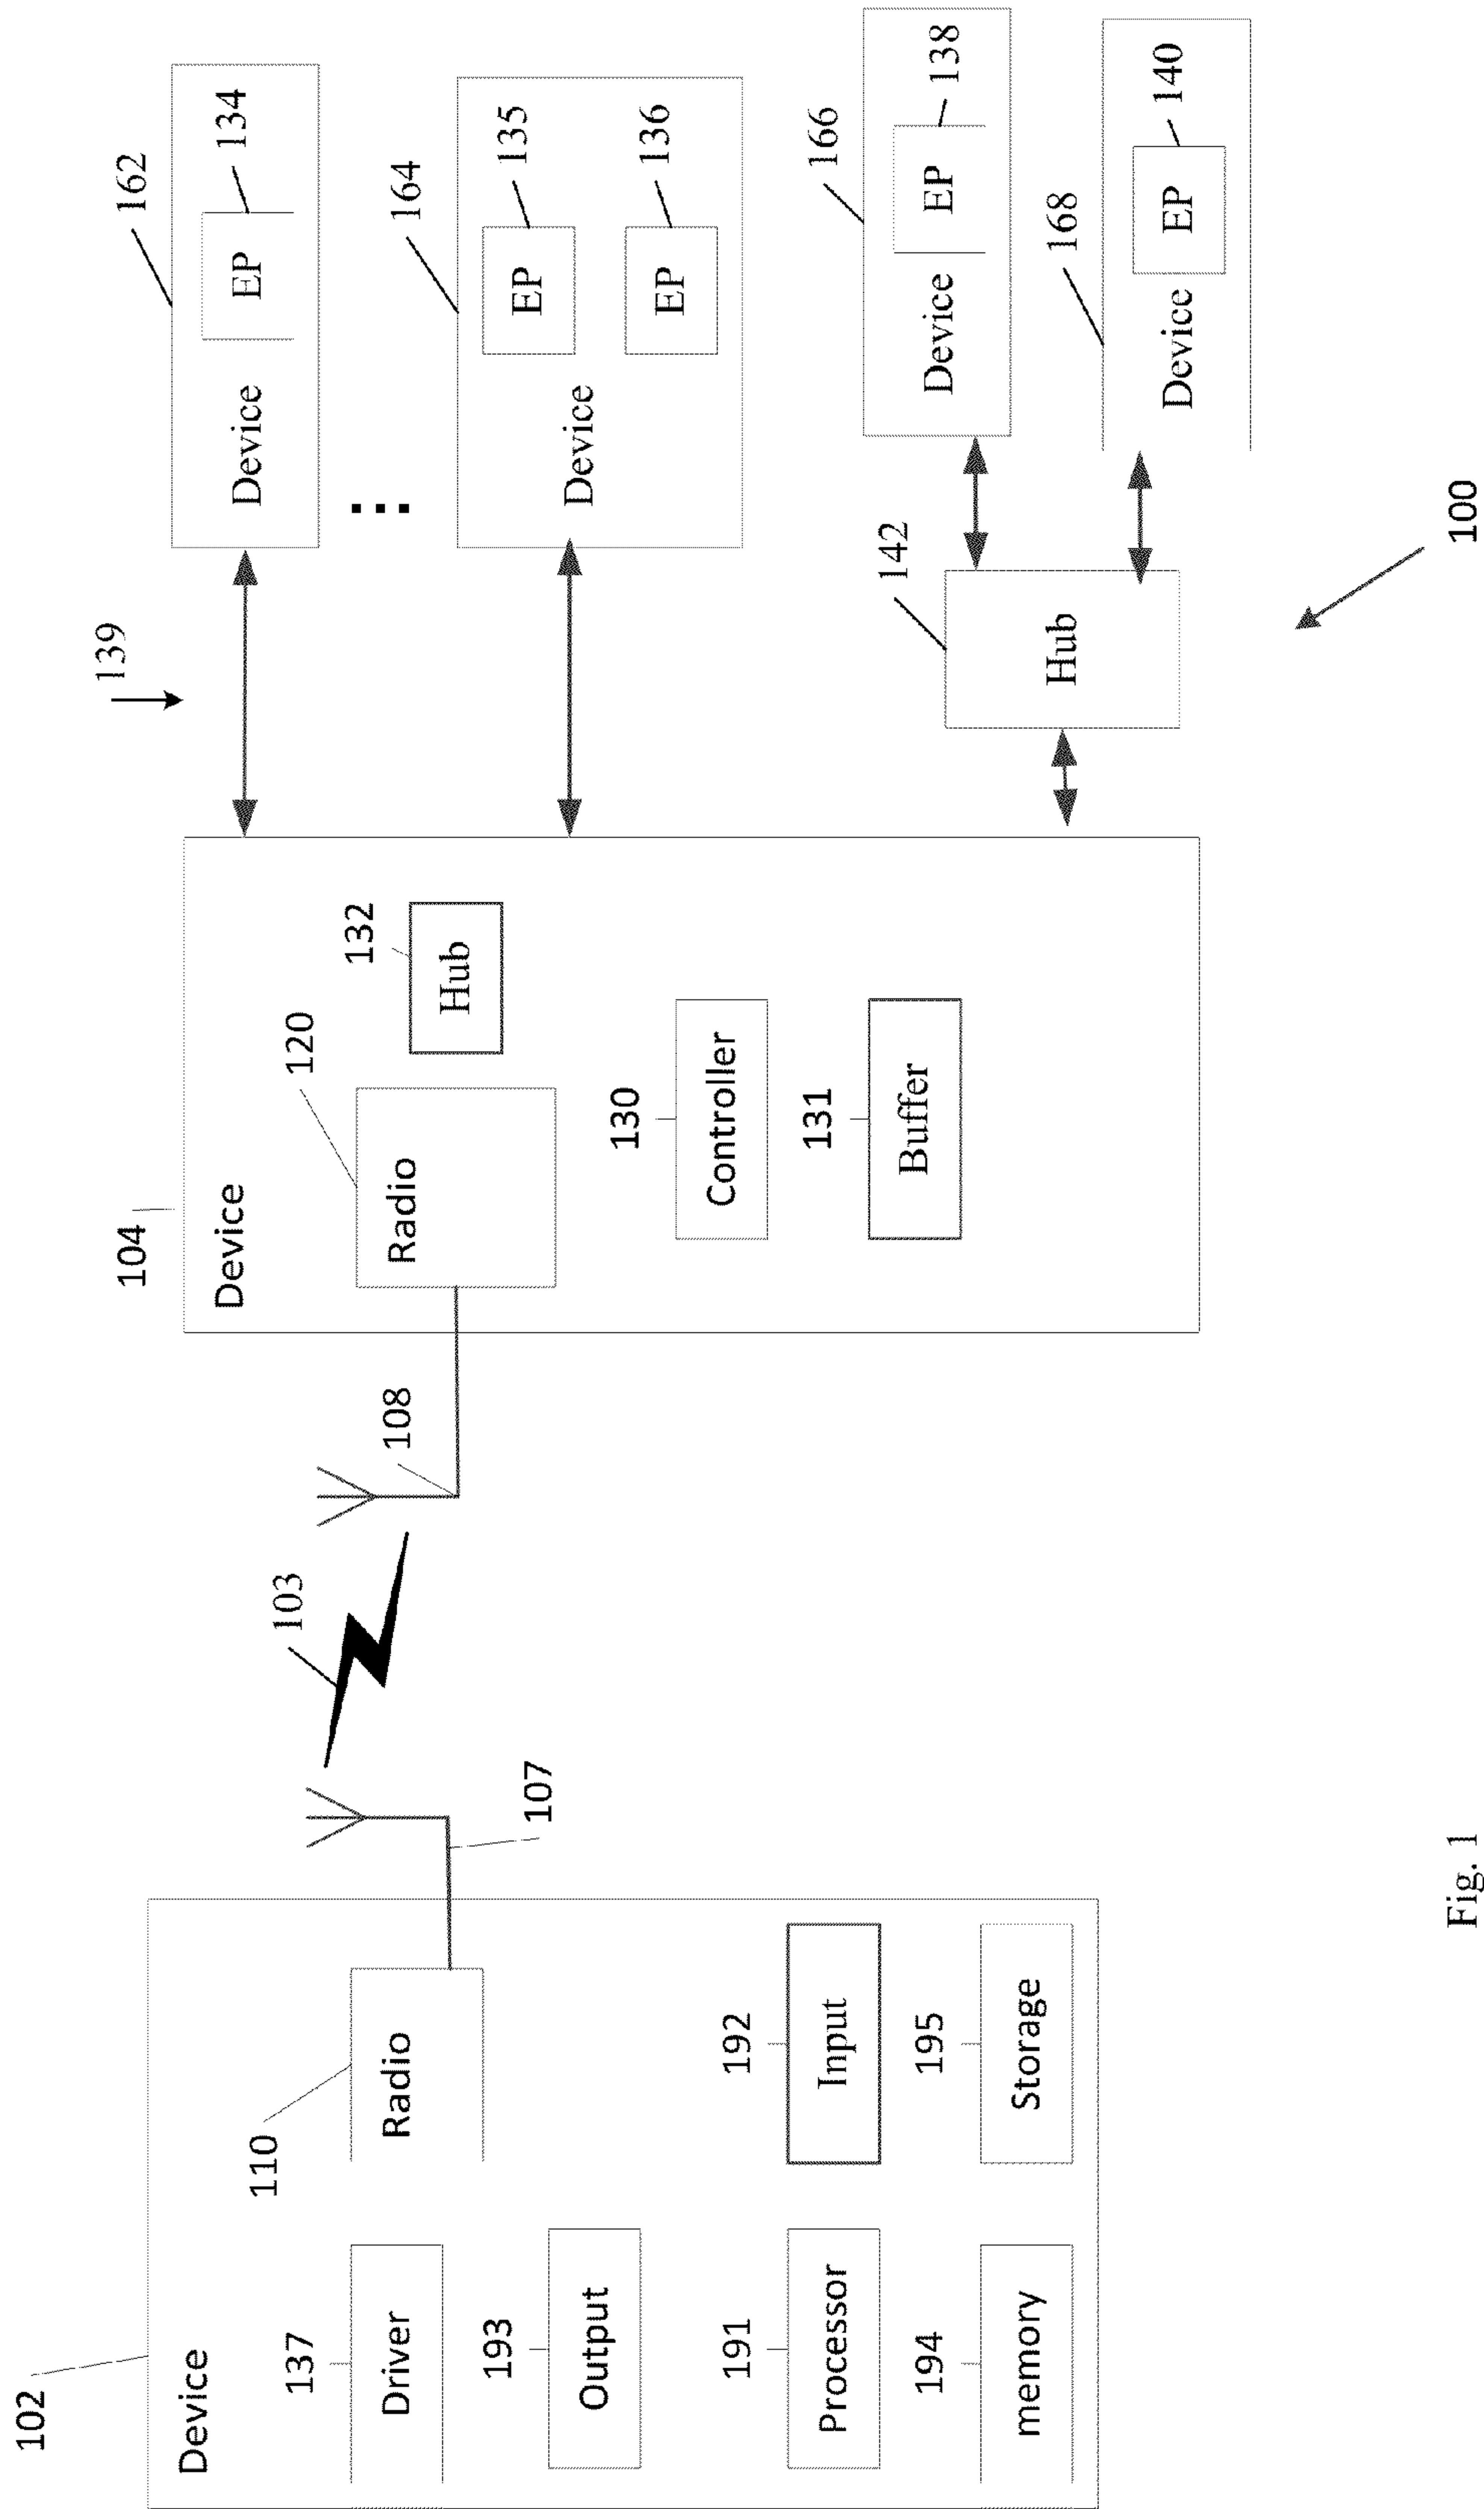 102
Device
137
Driver
110
Radio
193
Output
191
Processor
192
Input
194
memory
195
Storage
107
103
108
104
Device
120
Radio
132
Hub
130
Controller
131
Buffer
139
162
Device
EP
134
...
164
Device
EP
135
EP
136
142
Hub
166
Device
EP
138
168
Device
EP
140
100
Fig. 1